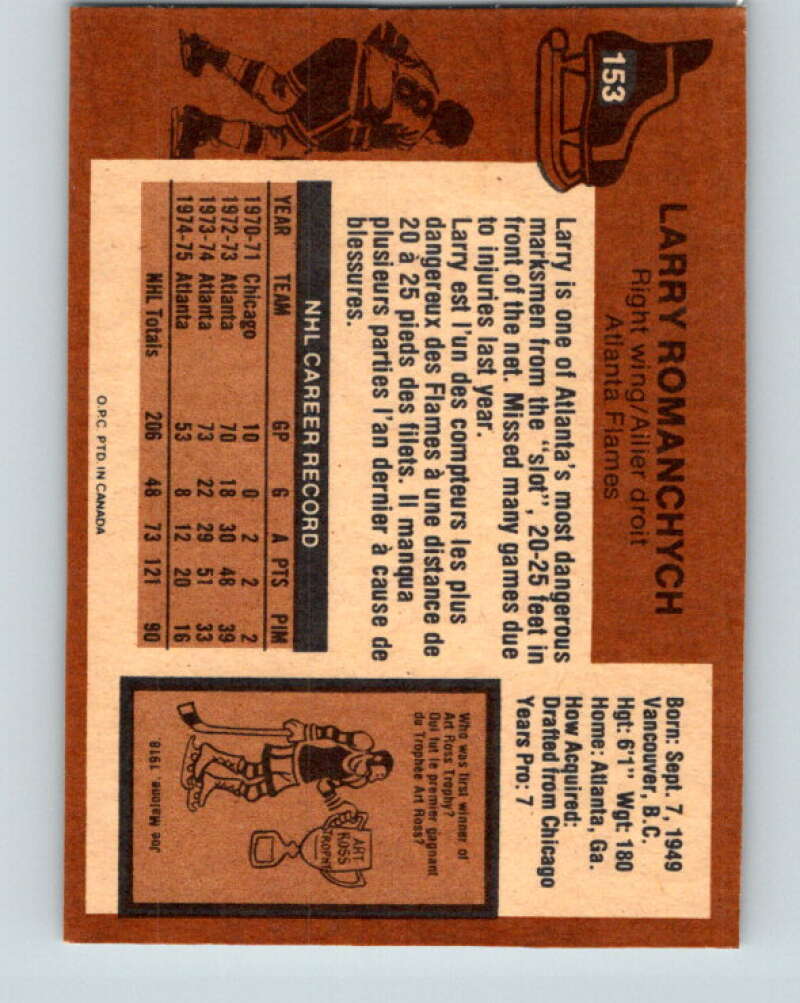 153
LARRY ROMANCHYCH
Right wing/Ailier droit
Atlanta Flames
Born: Sept. 7, 1949
Vancouver, B.C.
Hgt: 6'1" Wgt: 180
Home: Atlanta, Ga.
How Acquired:
Drafted from Chicago
Years Pro: 7
Larry is one of Atlanta's most dangerous
marksmen from the "slot", 20-25 feet in
front of the net. Missed many games due
to injuries last year.
Larry est l'un des compteurs les plus
dangereux des Flames à une distance de
20 à 25 pieds des filets. Il manqua
plusieurs parties l'an dernier à cause de
blessures.
NHL CAREER RECORD
YEAR TEAM GP G A PTS PIM
1970-71 Chicago 10 0 2 2 2
1972-73 Atlanta 70 18 30 48 39
1973-74 Atlanta 73 22 29 51 33
1974-75 Atlanta 53 8 12 20 16
NHL Totals 206 48 73 121 90
Who was first winner of
Art Ross Trophy?
Qui fut le premier gagnant
du Trophée Art Ross?
ART
ROSS
TROPHY
Joe Malone, 1918.
O.P.C. PTD. IN CANADA
8